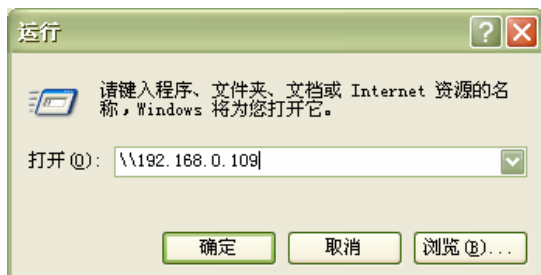 运行
请键入程序、文件夹、文档或 Internet 资源的名
称，Windows 将为您打开它。
打开(O): \\192.168.0.109
确定 取消 浏览(B)...